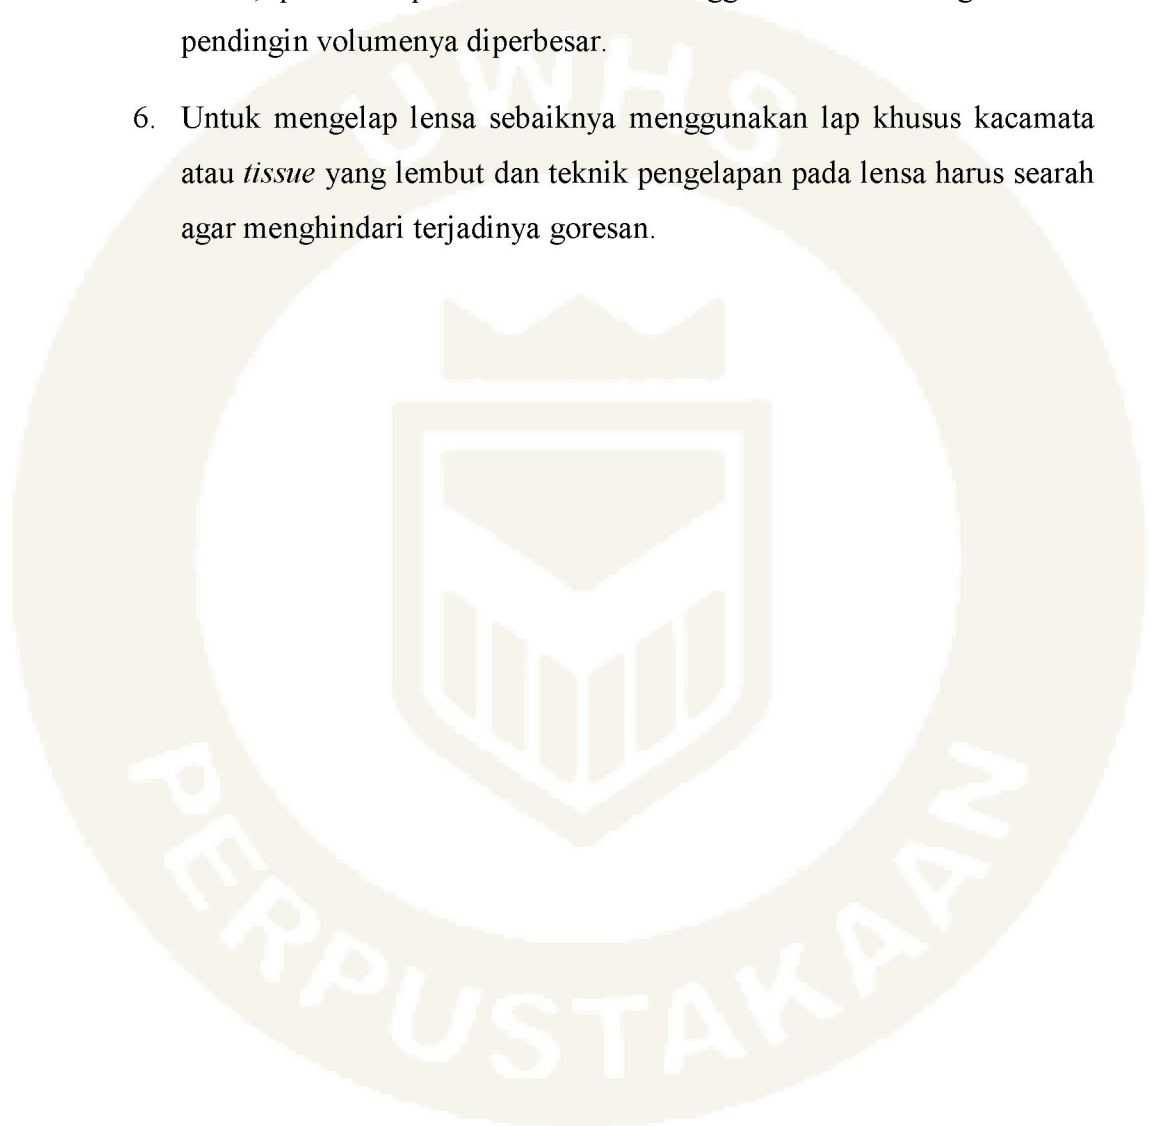 pendingin volumenya diperbesar.
6. Untuk mengelap lensa sebaiknya menggunakan lap khusus kacamata
atau tissue yang lembut dan teknik pengelapan pada lensa harus searah
agar menghindari terjadinya goresan.
UWHS
PERPUSTAKAAN